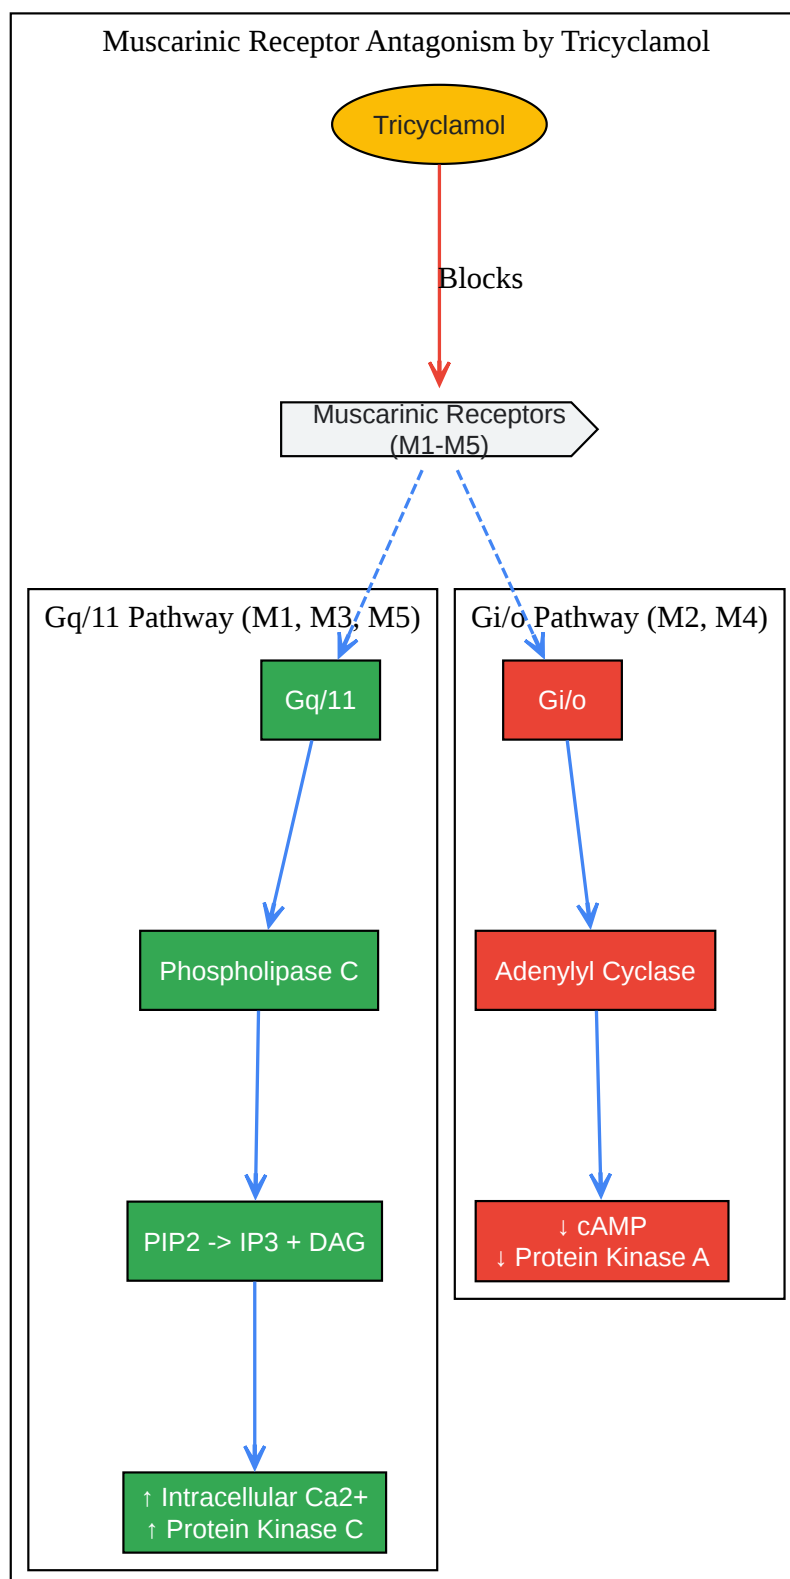 Muscarinic Receptor Antagonism by Tricyclamol
Tricyclamol
Blocks
Muscarinic Receptors
(M1-M5)
Gq/11 Pathway (M1, M3, M5)
Gq/11
Phospholipase C
PIP2 -> IP3 + DAG
↑ Intracellular Ca2+
↑ Protein Kinase C
Gi/o Pathway (M2, M4)
Gi/o
Adenylyl Cyclase
↓ cAMP
↓ Protein Kinase A